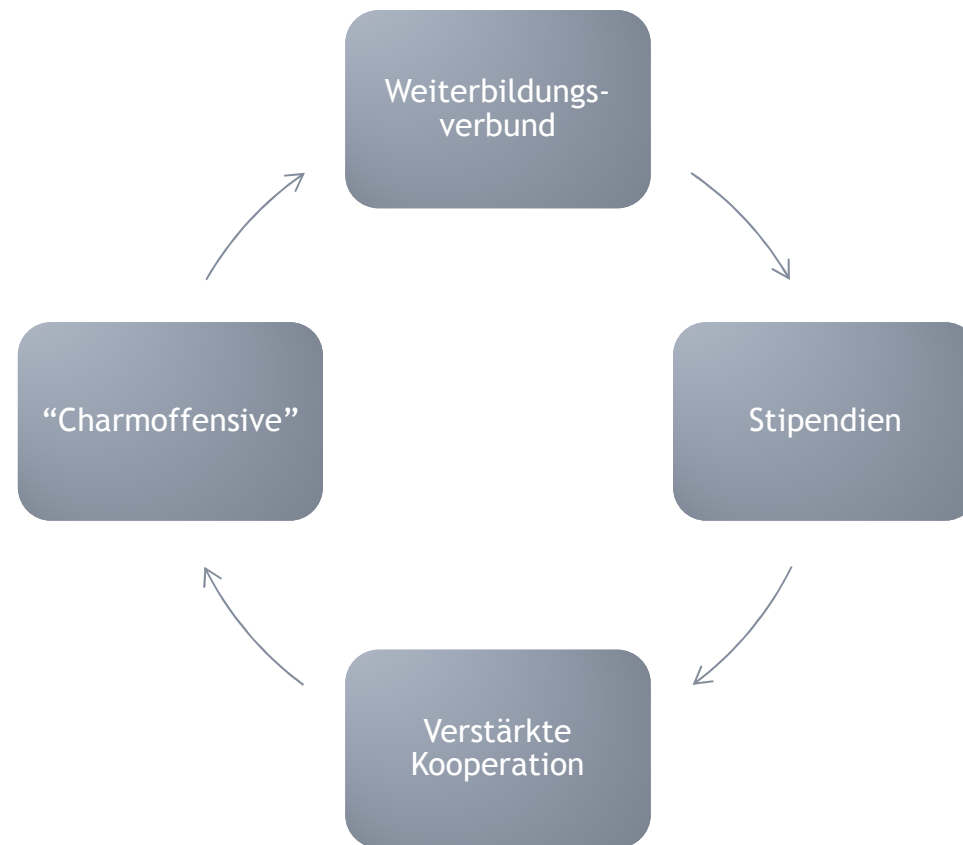 Weiterbildungs-
verbund
Stipendien
Verstärkte
Kooperation
“Charmoffensive”